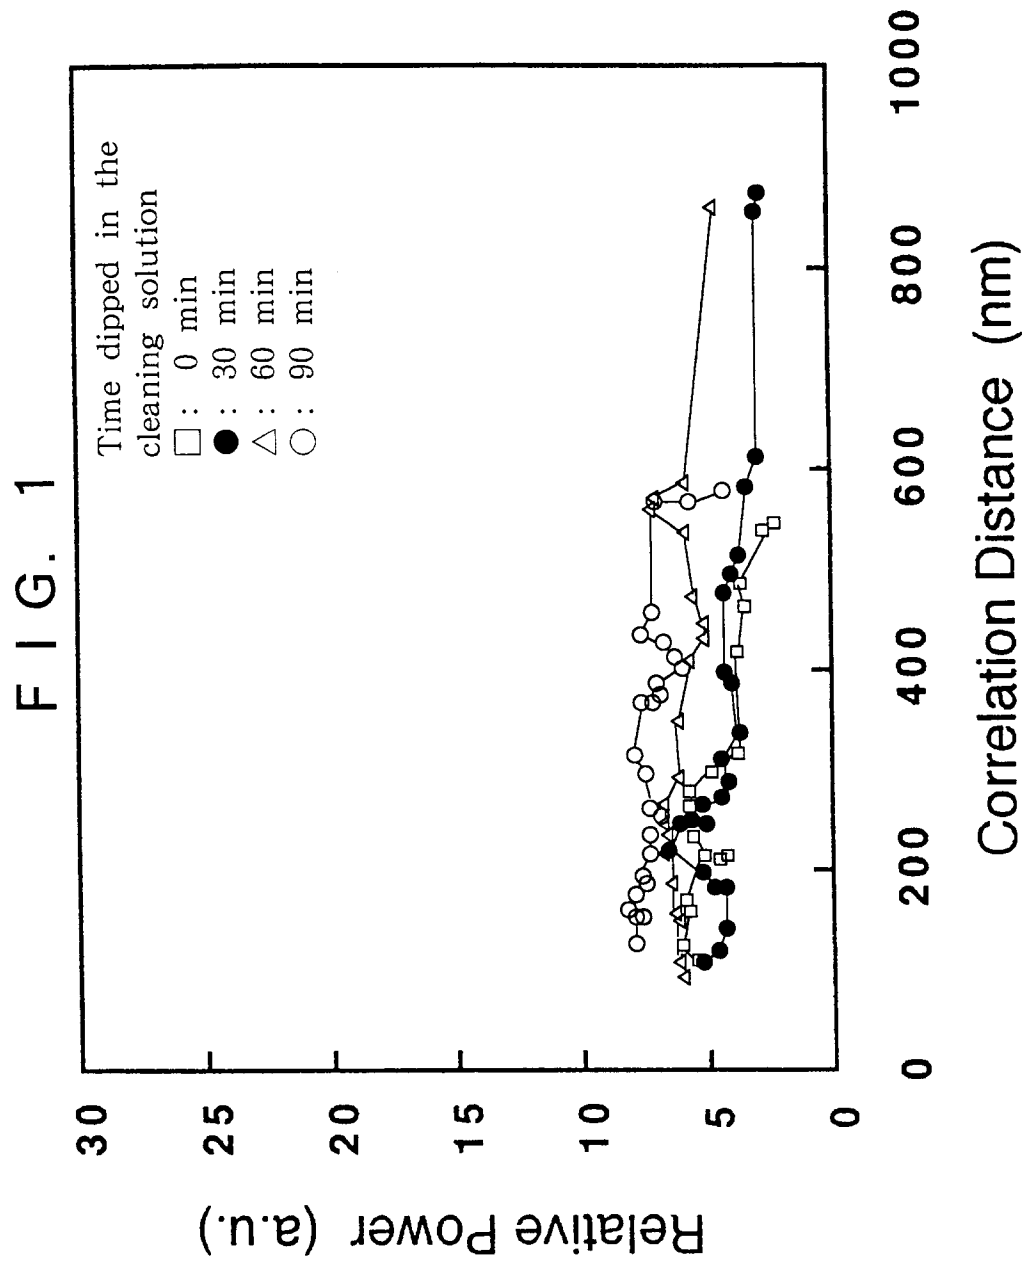 F I G. 1
Time dipped in the
cleaning solution
□ : 0 min
● : 30 min
△ : 60 min
○ : 90 min
Relative Power (a.u.)
30
25
20
15
10
5
0
0
200
400
600
800
1000
Correlation Distance (nm)